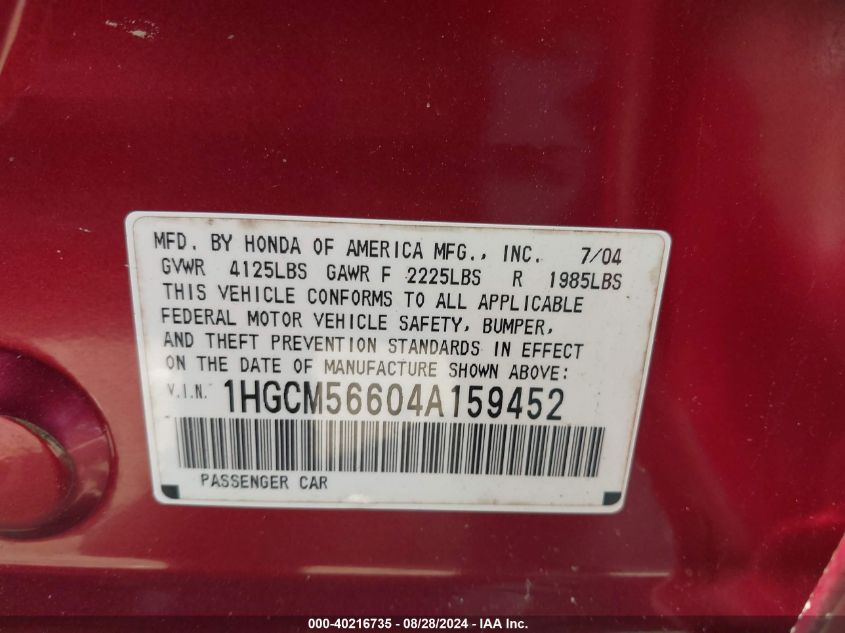 MFD. BY HONDA OF AMERICA MFG., INC. 7/04
GVWR 4125LBS GAWR F 2225LBS R 1985LBS
THIS VEHICLE CONFORMS TO ALL APPLICABLE
FEDERAL MOTOR VEHICLE SAFETY, BUMPER,
AND THEFT PREVENTION STANDARDS IN EFFECT
ON THE DATE OF MANUFACTURE SHOWN ABOVE:
V.I.N. 1HGCM56604A159452
PASSENGER CAR
000-40216735 - 08/28/2024 - IAA Inc.